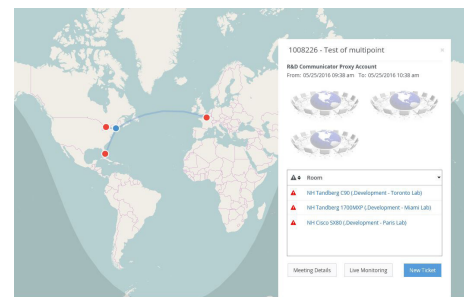 1008226 - Test of multipoint ×
R&D Communicator Proxy Account
From: 05/25/2016 09:38 am To: 05/25/2016 10:38 am
Room
NH Tandberg C90 (.Development - Toronto Lab)
NH Tandberg 1700MXP (.Development - Miami Lab)
NH Cisco SX80 (.Development - Paris Lab)
Meeting Details Live Monitoring New Ticket